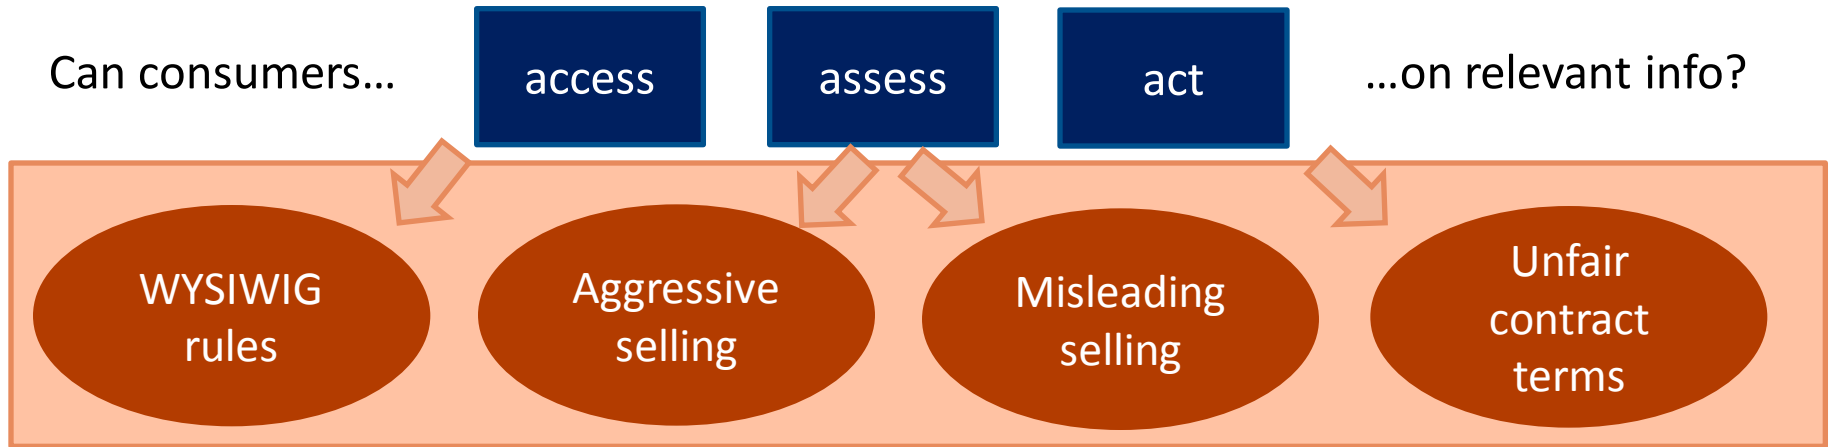 Can consumers... access assess act ...on relevant info?
WYSIWIG
rules
Aggressive
selling
Misleading
selling
Unfair
contract
terms